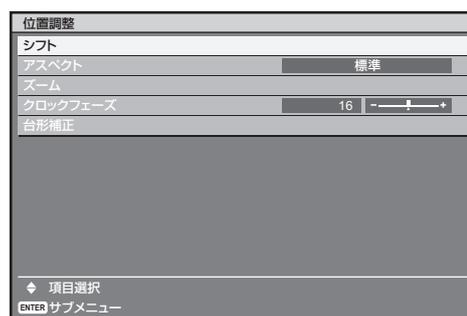 位置調整
シフト
アスペクト 標準
ズーム
クロックフェーズ 16 - +
台形補正
項目選択
ENTER サブメニュー